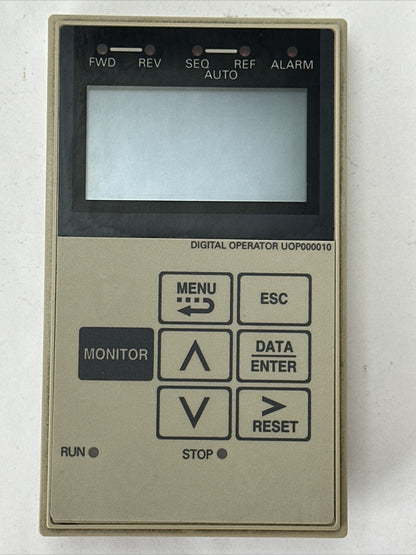 FWD REV SEQ REF ALARM
AUTO
DIGITAL OPERATOR UOP000010
MENU
ESC
MONITOR
DATA
ENTER
>
RESET
RUN STOP